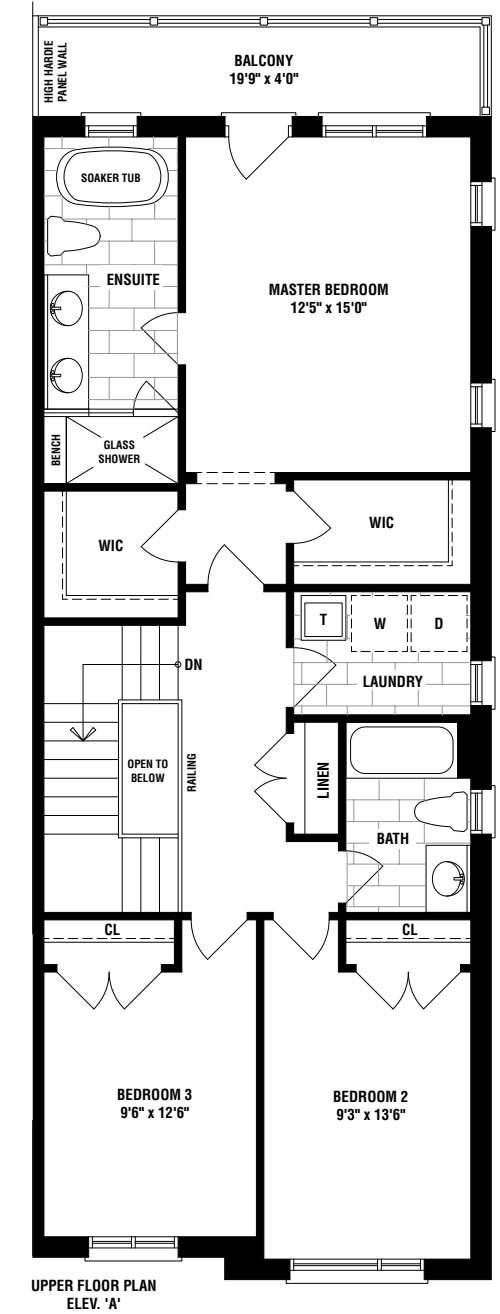 HIGH HARDIE
PANEL WALL
BALCONY
19'9" x 4'0"
SOAKER TUB
ENSUITE
MASTER BEDROOM
12'5" x 15'0"
BENCH
GLASS
SHOWER
WIC
WIC
T
W
D
DN
LAUNDRY
OPEN TO
BELOW
RAILING
LINEN
BATH
CL
CL
BEDROOM 3
9'6" x 12'6"
BEDROOM 2
9'3" x 13'6"
UPPER FLOOR PLAN
ELEV. 'A'